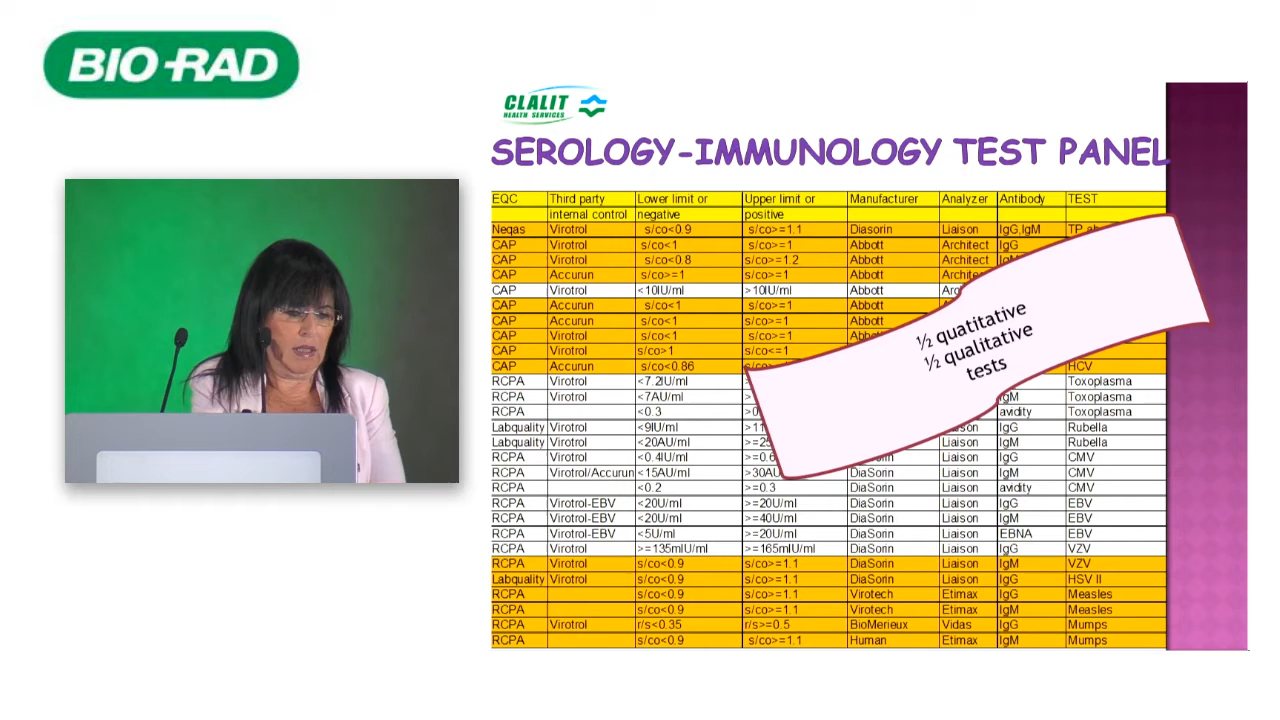 BIO-RAD
CLALIT
HEALTH SERVICES
SEROLOGY-IMMUNOLOGY TEST PANEL
EQC Third party Lower limit or Upper limit or Manufacturer Analyzer Antibody TEST
internal control negative positive
Neqas Virotrol s/co<0.9 s/co>=1.1 Diasorin Liaison IgG,IgM TP
CAP Virotrol s/co<1 s/co>=1 Abbott Architect IgG
CAP Virotrol s/co<0.8 s/co>=1.2 Abbott Architect
CAP Accurun s/co>=1 s/co>=1 Abbott
CAP Virotrol <10IU/ml >10IU/ml Abbott
CAP Accurun s/co<1 s/co>=1 Abbott
CAP Accurun s/co<1 s/co>=1 Abbott
CAP Virotrol s/co<1 s/co>=1
CAP Virotrol s/co>1 s/co<=1
CAP Accurun s/co<0.86 HCV
RCPA Virotrol <7.2IU/ml Toxoplasma
RCPA Virotrol <7AU/ml IgM Toxoplasma
RCPA <0.3 avidity Toxoplasma
Labquality Virotrol <9IU/ml IgG Rubella
Labquality Virotrol <20AU/ml Liaison IgM Rubella
RCPA Virotrol <0.4IU/ml DiaSorin Liaison IgG CMV
RCPA Virotrol/Accurun <15AU/ml >30AU DiaSorin Liaison IgM CMV
RCPA <0.2 >=0.3 DiaSorin Liaison avidity CMV
RCPA Virotrol-EBV <20U/ml >=20U/ml DiaSorin Liaison IgG EBV
RCPA Virotrol-EBV <20U/ml >=40U/ml DiaSorin Liaison IgM EBV
RCPA Virotrol-EBV <5U/ml >=20U/ml DiaSorin Liaison EBNA EBV
RCPA Virotrol >=135mIU/ml >=165mIU/ml DiaSorin Liaison IgG VZV
RCPA Virotrol s/co<0.9 s/co>=1.1 DiaSorin Liaison IgM VZV
Labquality Virotrol s/co<0.9 s/co>=1.1 DiaSorin Liaison IgG HSV II
RCPA s/co<0.9 s/co>=1.1 Virotech Etimax IgG Measles
RCPA s/co<0.9 s/co>=1.1 Virotech Etimax IgM Measles
RCPA Virotrol r/s<0.35 r/s>=0.5 BioMerieux Vidas IgG Mumps
RCPA s/co<0.9 s/co>=1.1 Human Etimax IgM Mumps
½ quatitative
½ qualitative
tests